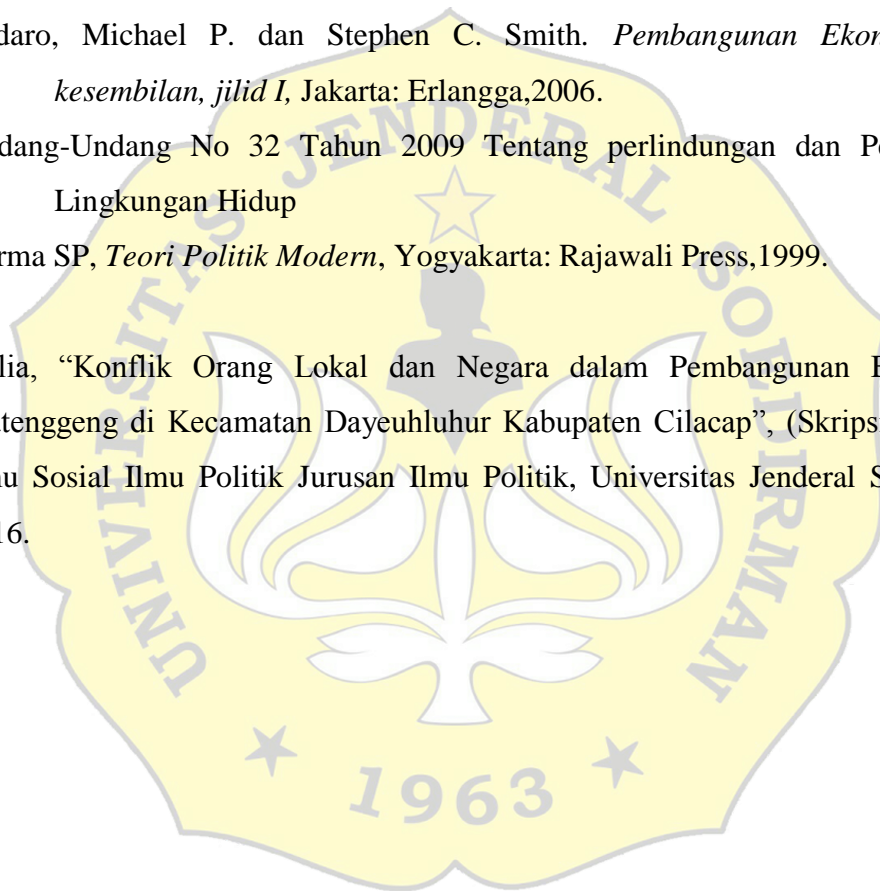 daro, Michael P. dan Stephen C. Smith. Pembangunan Ekon
kesembilan, jilid I, Jakarta: Erlangga,2006.
dang-Undang No 32 Tahun 2009 Tentang perlindungan dan Pe
Lingkungan Hidup
rma SP, Teori Politik Modern, Yogyakarta: Rajawali Press,1999.
lia, “Konflik Orang Lokal dan Negara dalam Pembangunan
tenggeng di Kecamatan Dayeuhluhur Kabupaten Cilacap”, (Skrips
u Sosial Ilmu Politik Jurusan Ilmu Politik, Universitas Jenderal S
16.
UNIVERSITAS JENDERAL SOEDIRMAN
1963